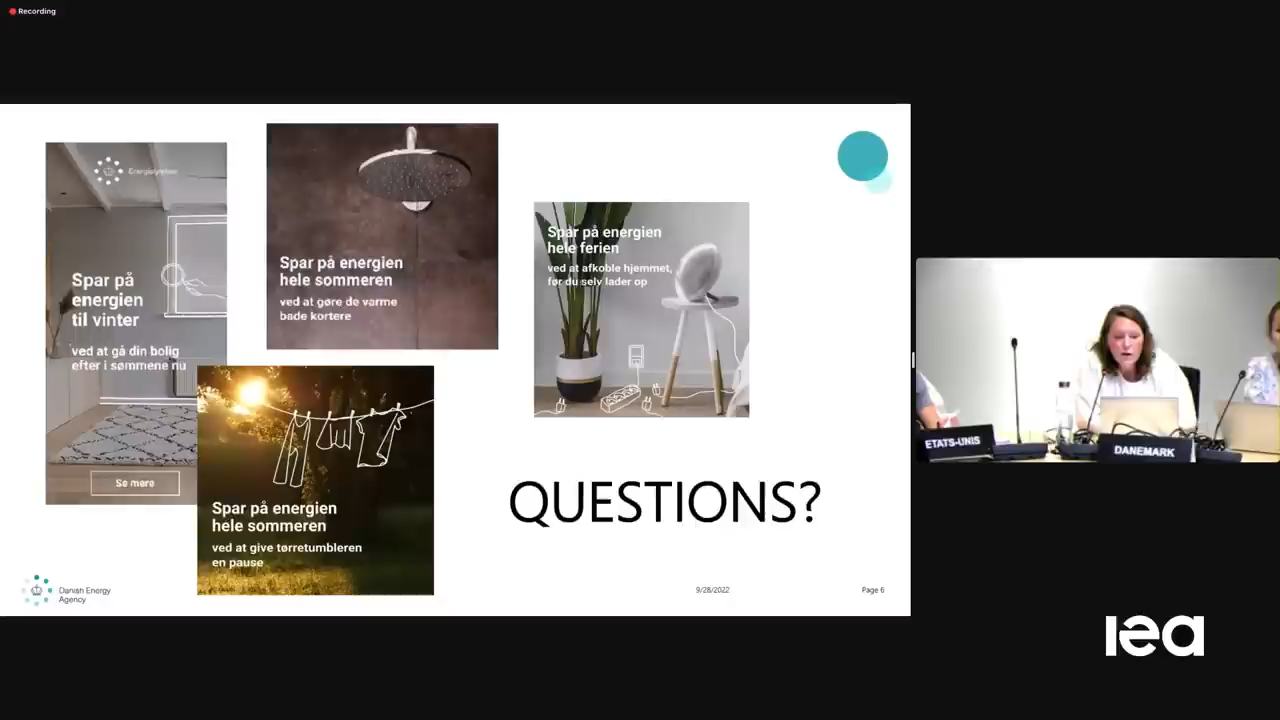 Recording
Energistyrelsen
Spar på
energien
til vinter
ved at gå din bolig
efter i sømmene nu
Se mere
Spar på energien
hele sommeren
ved at gøre de varme
bade kortere
Spar på energien
hele sommeren
ved at give tørretumbleren
en pause
Spar på energien
hele ferien
ved at afkoble hjemmet,
før du selv lader op
QUESTIONS?
Danish Energy
Agency
9/28/2022
Page 6
ETATS-UNIS
DANEMARK
iea